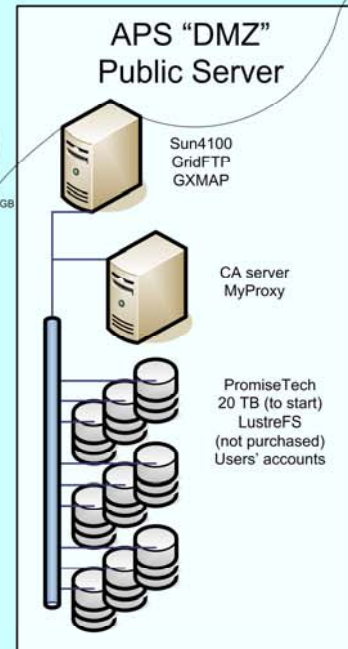 APS “DMZ”
Public Server
Sun4100
GridFTP
GXMAP
GB
CA server
MyProxy
PromiseTech
20 TB (to start)
LustreFS
(not purchased)
Users' accounts